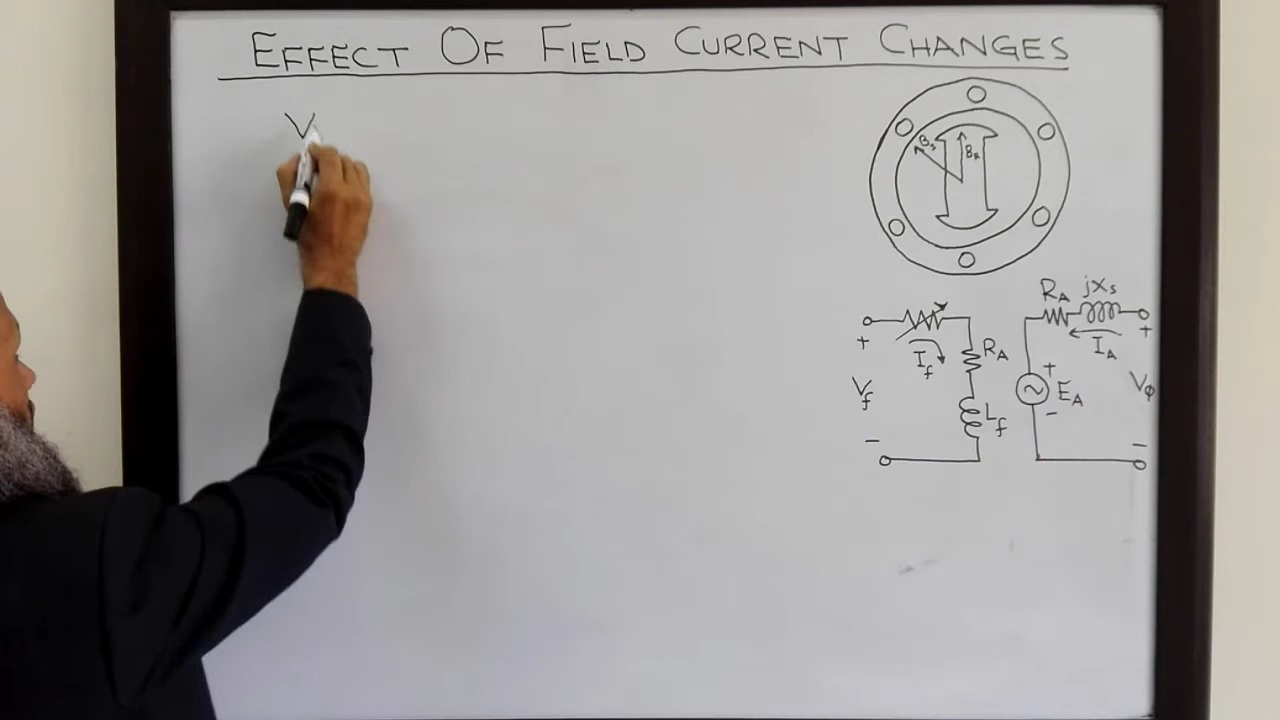 EFFECT OF FIELD CURRENT CHANGES
V
Bs BR
RA jXs
+ If RA IA +
Vf Lf + EA Vφ
- - -